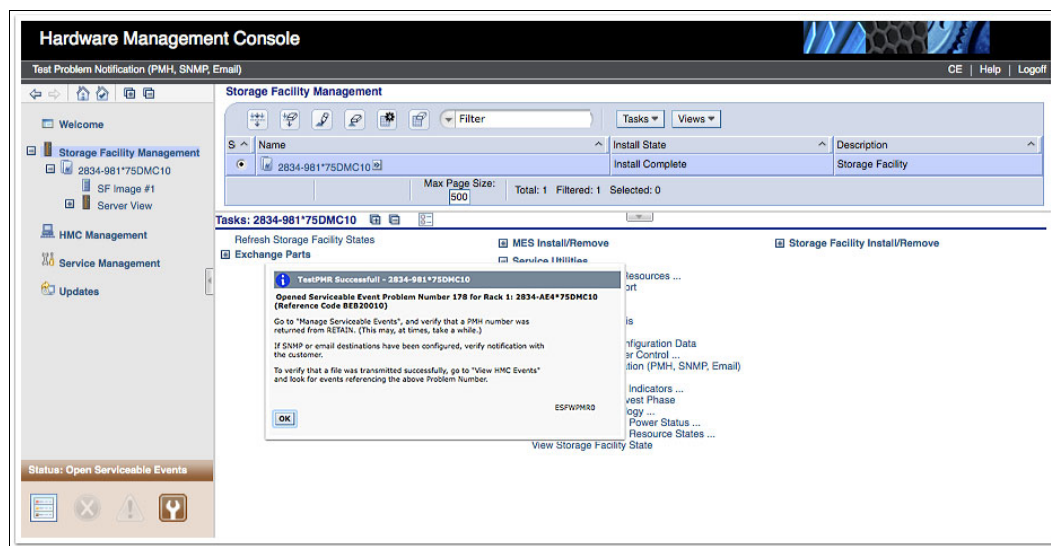 Hardware Management Console
Test Problem Notification (PMH, SNMP, Email)
CE | Help | Logoff
Welcome
Storage Facility Management
2834-981*75DMC10
SF Image #1
Server View
HMC Management
Service Management
Updates
Status: Open Serviceable Events
Storage Facility Management
Filter
Tasks
Views
S ^ Name ^ Install State ^ Description ^
2834-981*75DMC10 Install Complete Storage Facility
Max Page Size:
500
Total: 1 Filtered: 1 Selected: 0
Tasks: 2834-981*75DMC10
Refresh Storage Facility States
Exchange Parts
MES Install/Remove
Service Utilities
Storage Facility Install/Remove
Resources ...
ort
is
nfiguration Data
er Control ...
tion (PMH, SNMP, Email)
Indicators ...
vest Phase
logy ...
Power Status ...
Resource States ...
View Storage Facility State
TestPMR Successful! - 2834-981*75DMC10
Opened Serviceable Event Problem Number 178 for Rack 1: 2834-AE4*75DMC10
(Reference Code BEB20010)
Go to "Manage Serviceable Events", and verify that a PMH number was
returned from RETAIN. (This may, at times, take a while.)
If SNMP or email destinations have been configured, verify notification with
the customer.
To verify that a file was transmitted successfully, go to "View HMC Events"
and look for events referencing the above Problem Number.
ESFWPMR0
OK